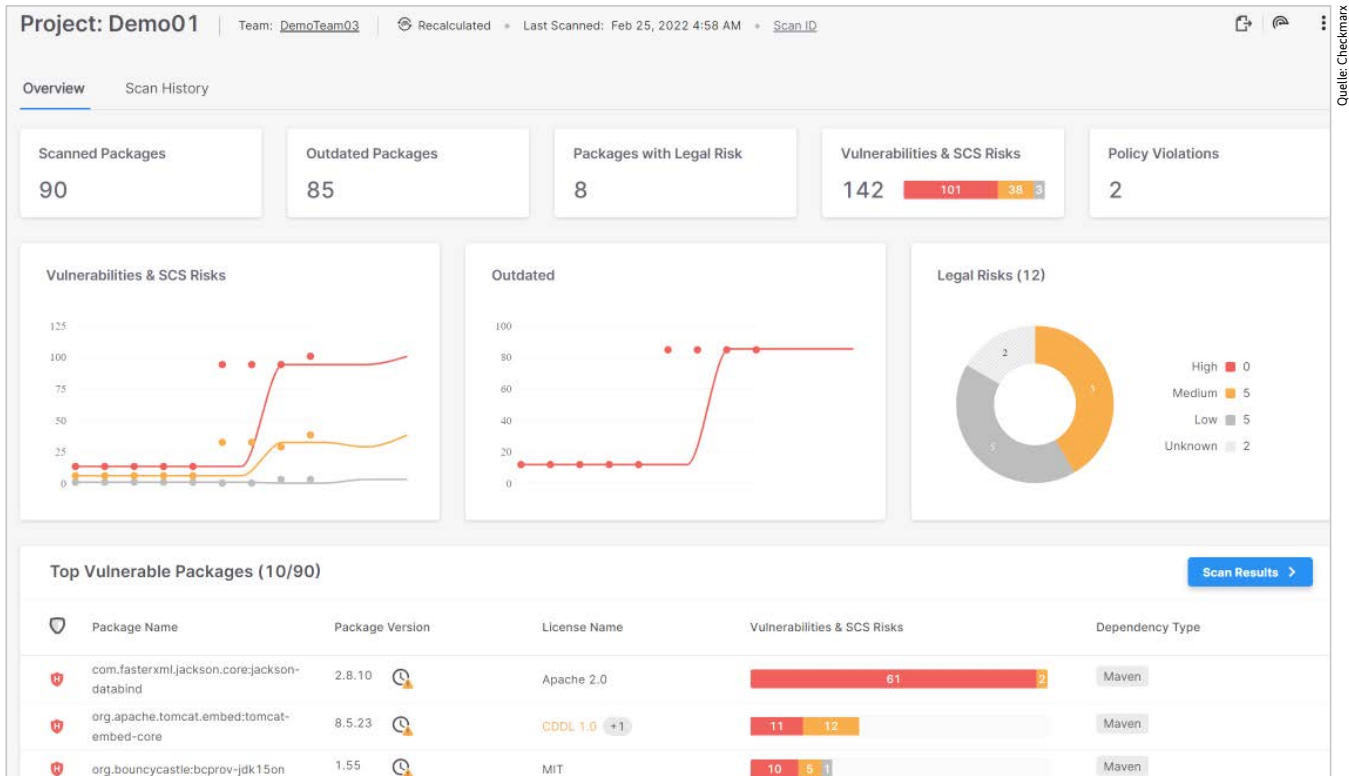 Project: Demo01 Team: DemoTeam03 Recalculated Last Scanned: Feb 25, 2022 4:58 AM Scan ID
Quelle: Checkmarx
Overview Scan History
Scanned Packages
90
Outdated Packages
85
Packages with Legal Risk
8
Vulnerabilities & SCS Risks
142 101 38 3
Policy Violations
2
Vulnerabilities & SCS Risks
125
100
75
50
25
0
Outdated
100
80
60
40
20
0
Legal Risks (12)
2
5
5
High 0
Medium 5
Low 5
Unknown 2
Top Vulnerable Packages (10/90)
Scan Results
Package Name Package Version License Name Vulnerabilities & SCS Risks Dependency Type
H com.fasterxml.jackson.core:jackson-
databind 2.8.10 Apache 2.0 61 2 Maven
H org.apache.tomcat.embed:tomcat-
embed-core 8.5.23 CDDL 1.0 +1 11 12 Maven
H org.bouncycastle:bcprov-jdk15on 1.55 MIT 10 5 1 Maven